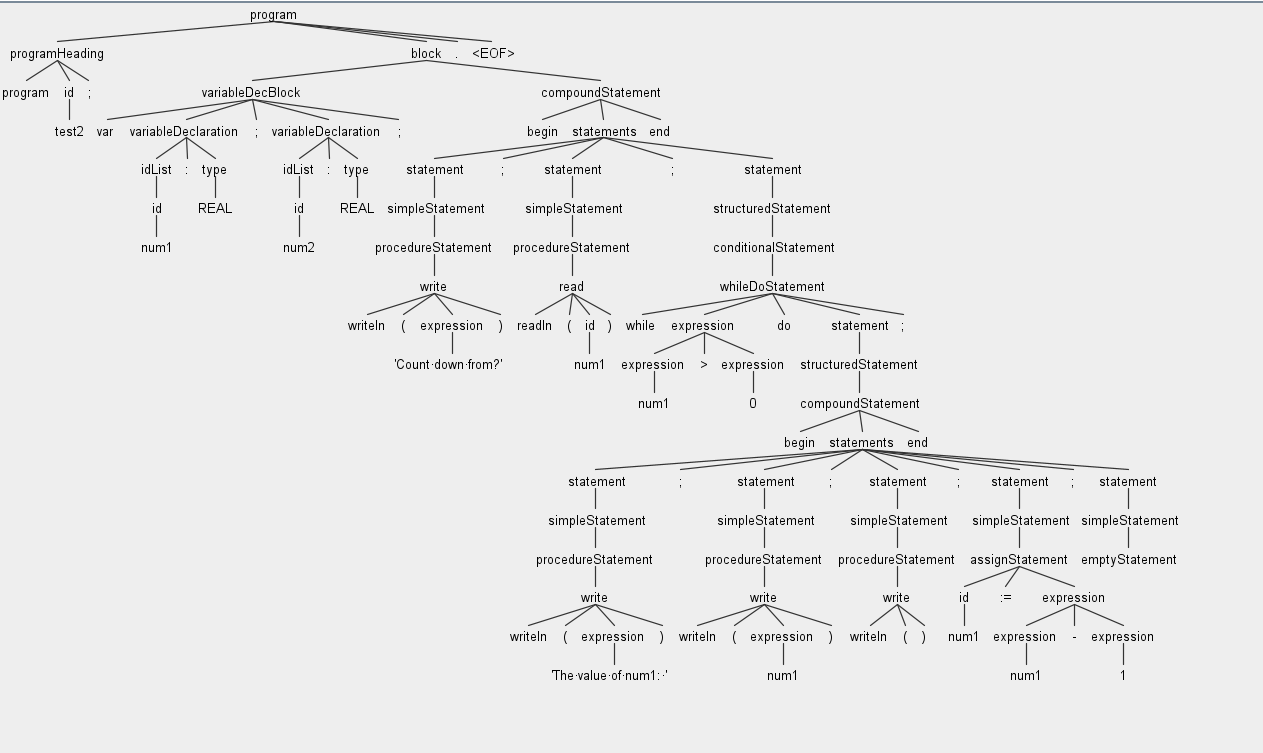 program
programHeading block . <EOF>
program id ; variableDecBlock compoundStatement
test2 var variableDeclaration ; variableDeclaration ; begin statements end
idList : type idList : type statement ; statement ; statement
id REAL id REAL simpleStatement simpleStatement structuredStatement
num1 num2 procedureStatement procedureStatement conditionalStatement
write read whileDoStatement
writeln ( expression ) readln ( id ) while expression do statement ;
'Count·down·from?' num1 expression > expression structuredStatement
num1 0 compoundStatement
begin statements end
statement ; statement ; statement ; statement ; statement
simpleStatement simpleStatement simpleStatement simpleStatement simpleStatement
procedureStatement procedureStatement procedureStatement assignStatement emptyStatement
write write write id := expression
writeln ( expression ) writeln ( expression ) writeln ( ) num1 expression - expression
'The·value·of·num1:·' num1 num1 1